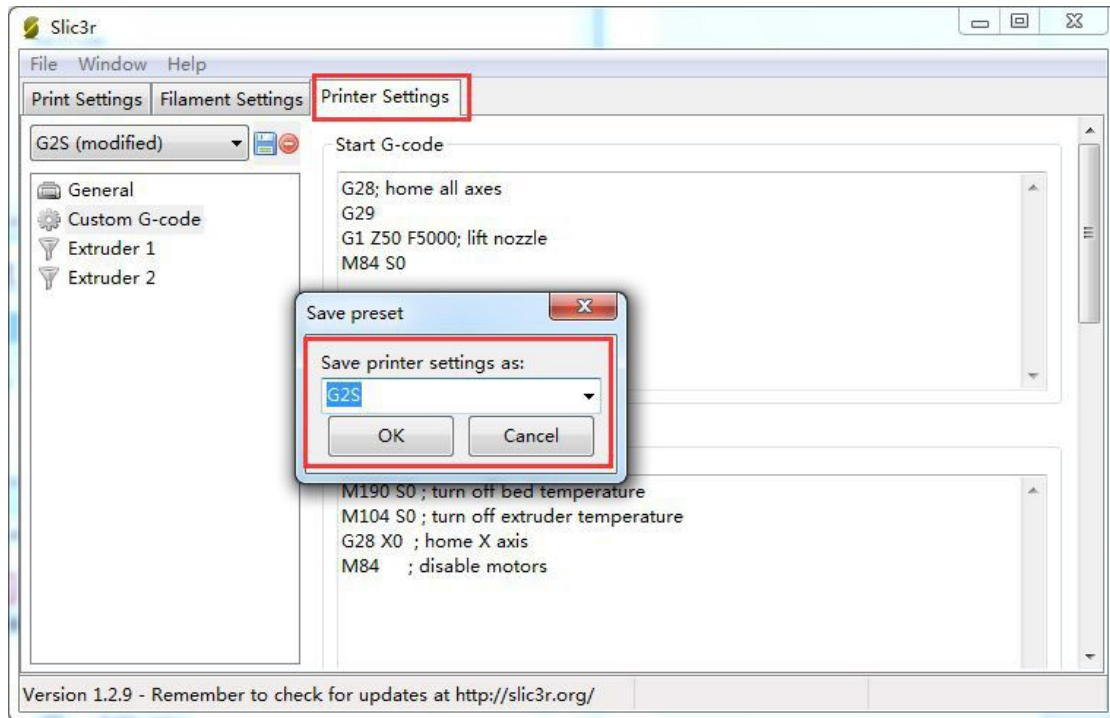 Slic3r
File Window Help
Print Settings Filament Settings Printer Settings
G2S (modified)
General
Custom G-code
Extruder 1
Extruder 2
Start G-code
G28; home all axes
G29
G1 Z50 F5000; lift nozzle
M84 S0
Save preset
Save printer settings as:
G2S
OK Cancel
M190 S0 ; turn off bed temperature
M104 S0 ; turn off extruder temperature
G28 X0 ; home X axis
M84 ; disable motors
Version 1.2.9 - Remember to check for updates at http://slic3r.org/